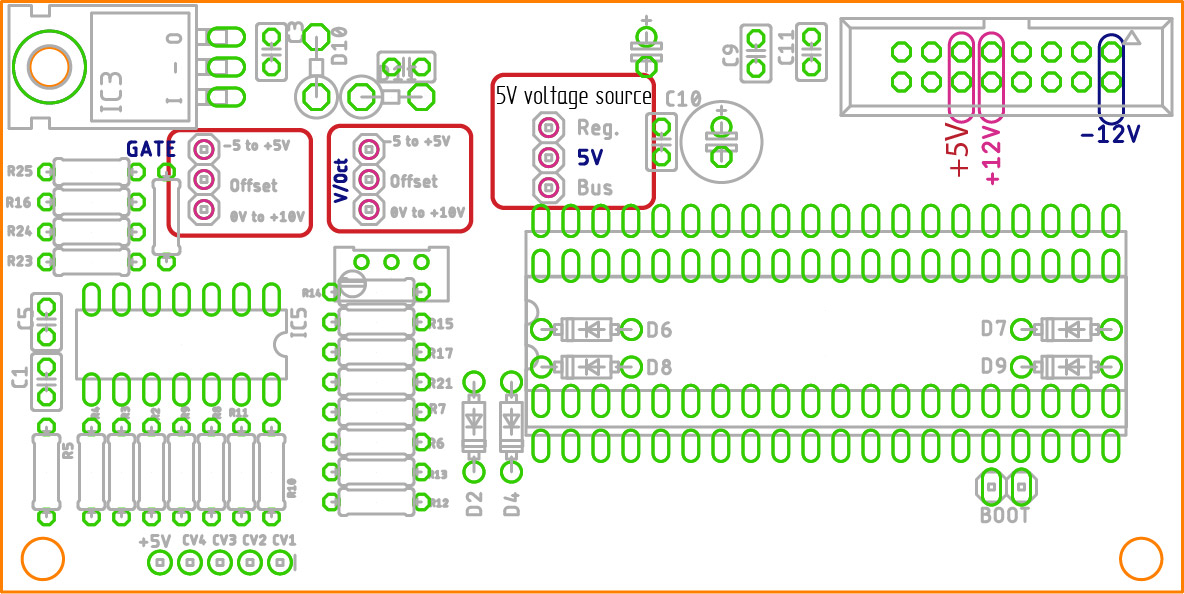 IC3
I - O
C3
D10
+
C9
C11
5V voltage source
Reg.
5V
Bus
C10
+
+5V
+12V
-12V
GATE
-5 to +5V
Offset
0V to +10V
V/Oct
-5 to +5V
Offset
0V to +10V
R25
R16
R24
R23
C5
C1
IC5
R14
R15
R17
R21
R7
R6
R13
R12
D6
D8
D7
D9
R4
R3
R2
R9
R8
R11
R5
R10
D2
D4
BOOT
+5V
CV4
CV3
CV2
CV1